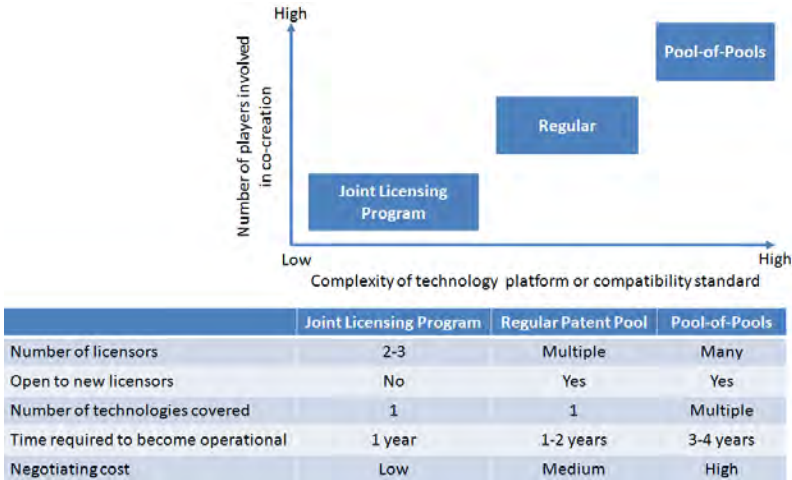 High
Number of players involved
in co-creation
Pool-of-Pools
Regular
Joint Licensing
Program
Low
High
Complexity of technology platform or compatibility standard
Joint Licensing Program Regular Patent Pool Pool-of-Pools
Number of licensors 2-3 Multiple Many
Open to new licensors No Yes Yes
Number of technologies covered 1 1 Multiple
Time required to become operational 1 year 1-2 years 3-4 years
Negotiating cost Low Medium High